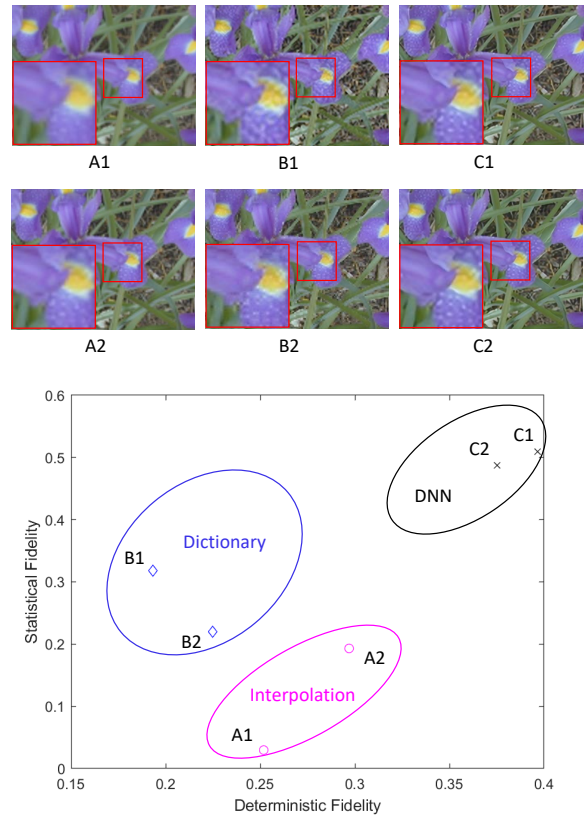 A1 B1 C1
A2 B2 C2
0.6
0.5
0.4
0.3
0.2
0.1
0
Statistical Fidelity
C1
C2
DNN
Dictionary
B1
B2
A2
Interpolation
A1
0.15 0.2 0.25 0.3 0.35 0.4
Deterministic Fidelity